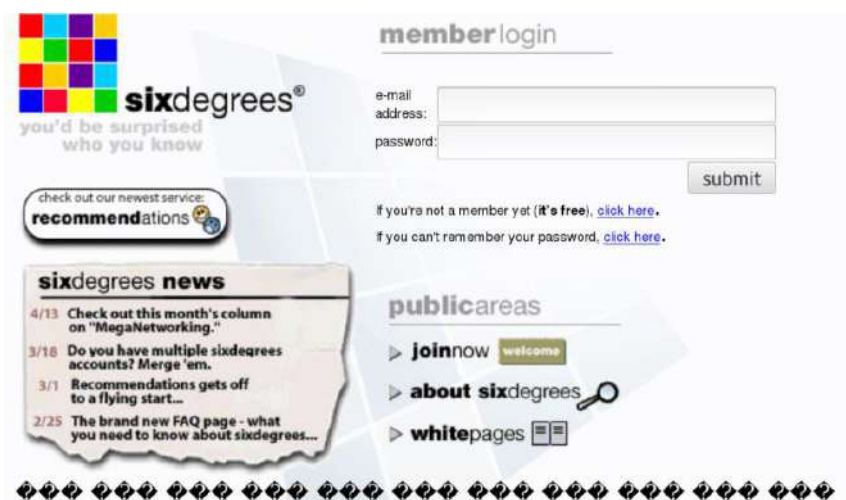 sixdegrees®
you'd be surprised
who you know
check out our newest service:
recommendations
sixdegrees news
4/13 Check out this month's column
on "MegaNetworking."
3/18 Do you have multiple sixdegrees
accounts? Merge 'em.
3/1 Recommendations gets off
to a flying start...
2/25 The brand new FAQ page - what
you need to know about sixdegrees...
memberlogin
e-mail
address:
password:
submit
If you're not a member yet (it's free), click here.
If you can't remember your password, click here.
publicareas
joinnow welcome
about sixdegrees
whitepages
��� ��� ��� ��� ��� ��� ��� ��� ��� ��� ���